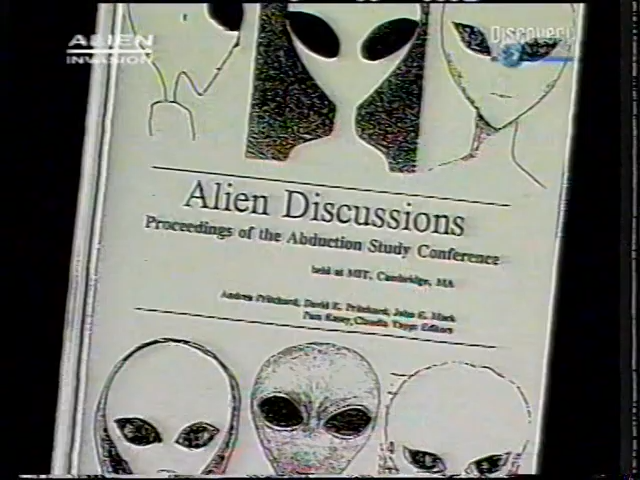 ALIEN
INVASION
Discovery
Alien Discussions
Proceedings of the Abduction Study Conference
held at MIT, Cambridge, MA
Andrea Pritchard, David E. Pritchard, John E. Mack
Pam Kasey, Claudia Yapp: Editors